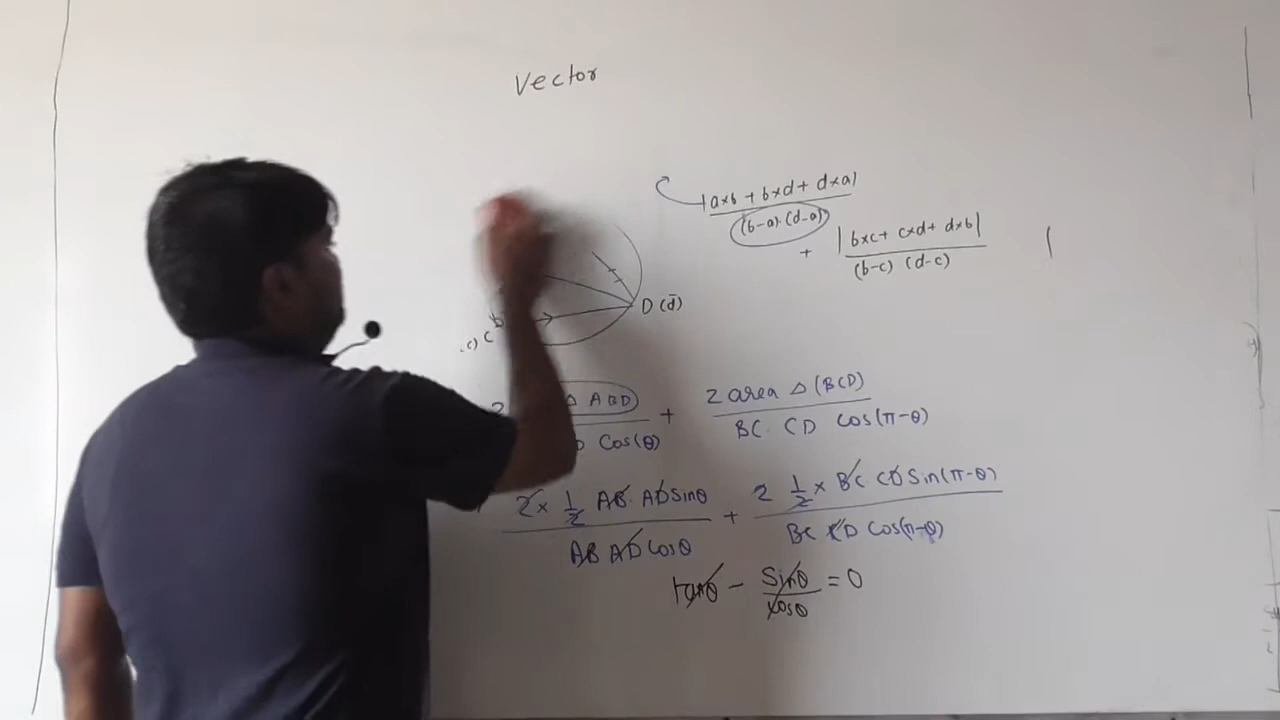 Vector
|a×b + b×d + d×a|
(b-a)·(d-a)
+ |b×c + c×d + d×b|
(b-c) (d-c)
D (d̄)
b
.c) C
2 Δ ABD + 2 area Δ (BCD)
D Cos(θ) BC. CD Cos(π-θ)
2 × 1/2 AB. AD Sinθ + 2 1/2 × BC CD Sin(π-θ)
AB AD Cosθ BC CD Cos(π-θ)
tanθ - Sinθ/Cosθ = 0